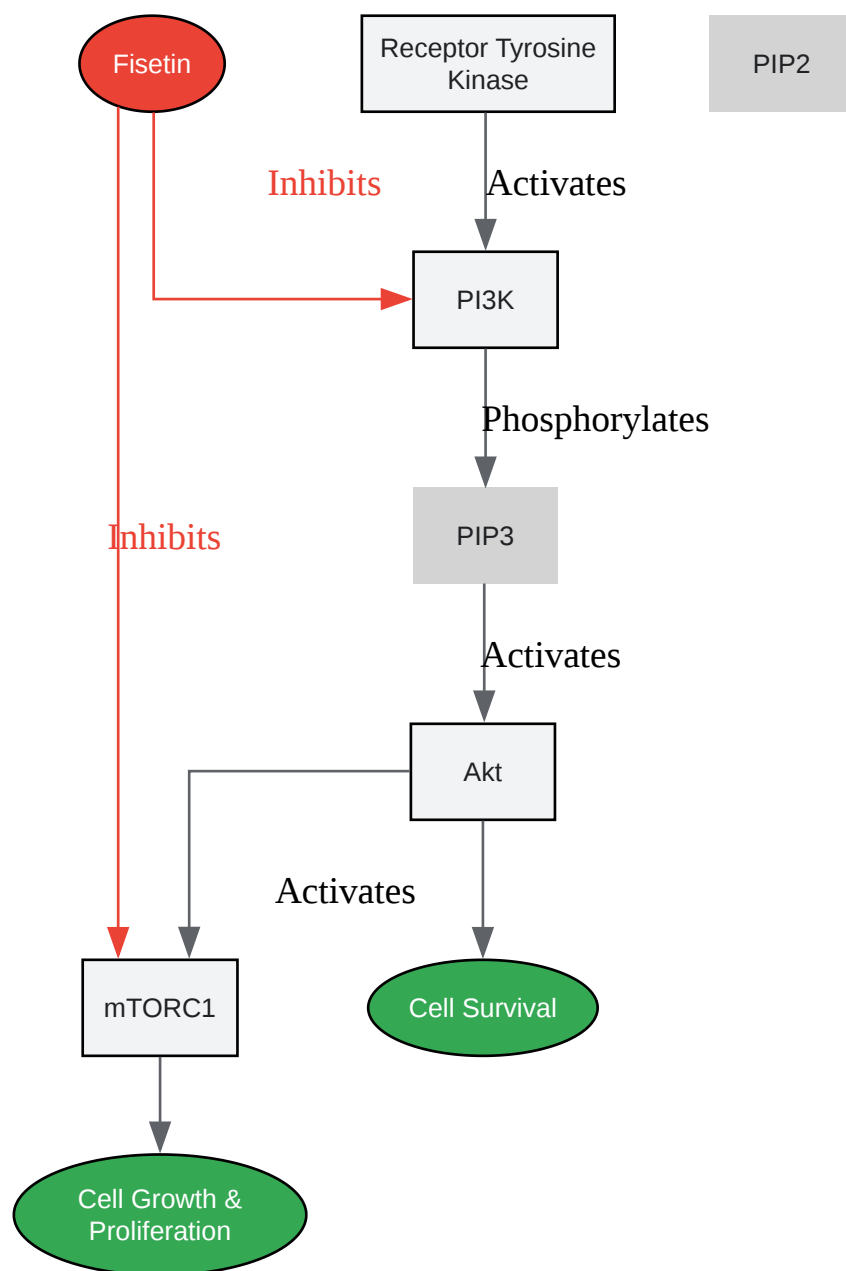 Fisetin
Receptor Tyrosine
Kinase
PIP2
Inhibits
Activates
PI3K
Phosphorylates
Inhibits
PIP3
Activates
Akt
Activates
mTORC1
Cell Survival
Cell Growth &
Proliferation